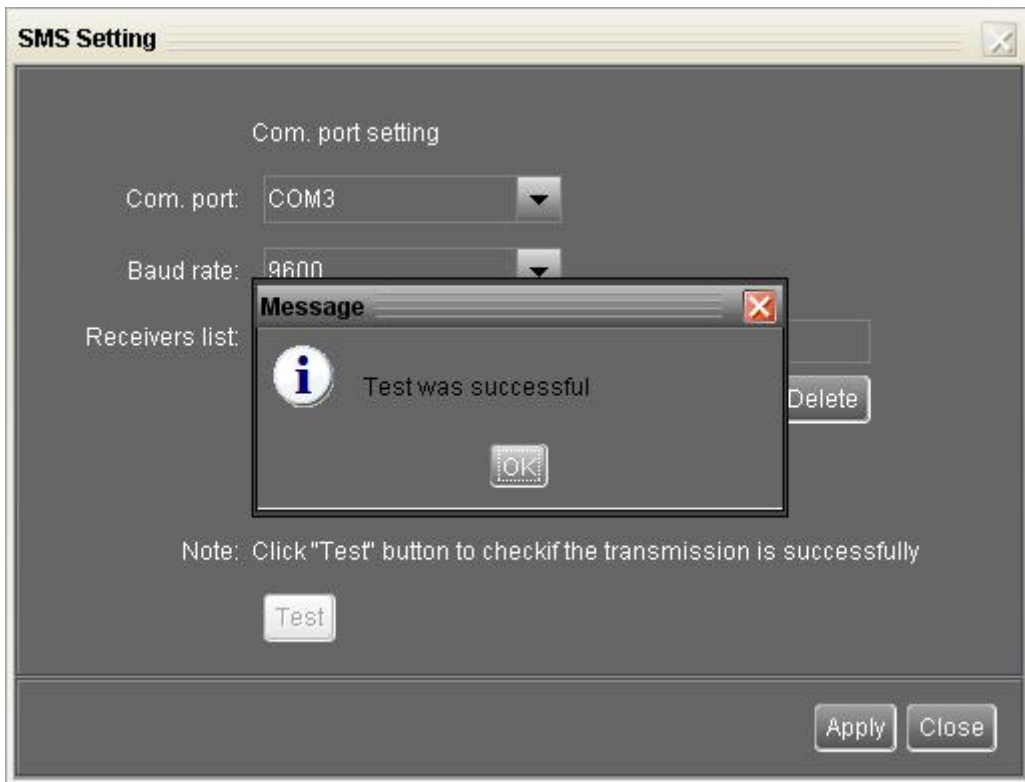 SMS Setting
Com. port setting
Com. port: COM3
Baud rate: 9600
Message
Receivers list:
i
Test was successful
Delete
OK
Note: Click "Test" button to checkif the transmission is successfully
Test
Apply Close